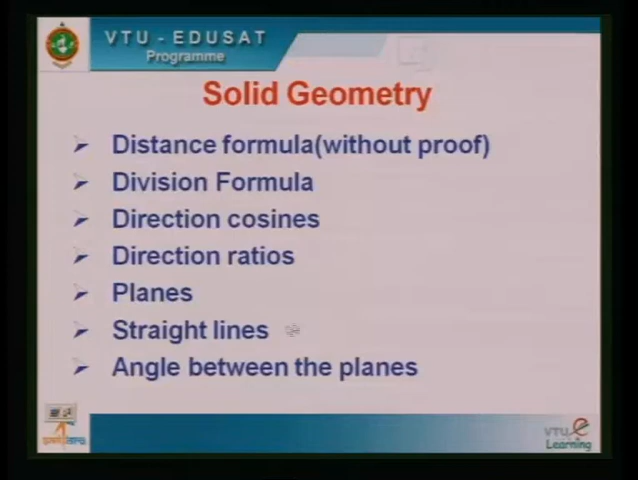 VTU - EDUSAT
Programme
Solid Geometry
Distance formula(without proof)
Division Formula
Direction cosines
Direction ratios
Planes
Straight lines
Angle between the planes
VTU e
Learning